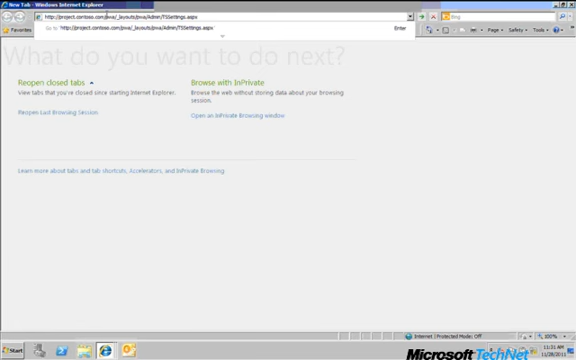 New Tab - Windows Internet Explorer
http://project.contoso.com/pwa/_layouts/pwa/Admin/TSSettings.aspx
Bing
Go to 'http://project.contoso.com/pwa/_layouts/pwa/Admin/TSSettings.aspx'
Enter
Favorites
Page
Safety
Tools
What do you want to do next?
Reopen closed tabs
View tabs that you've closed since starting Internet Explorer.
Reopen Last Browsing Session
Browse with InPrivate
Browse the web without storing data about your browsing session.
Open an InPrivate Browsing window
Learn more about tabs and tab shortcuts, Accelerators, and InPrivate Browsing.
Internet | Protected Mode: Off
100%
Start
11:31 AM
11/28/2011
Microsoft TechNet